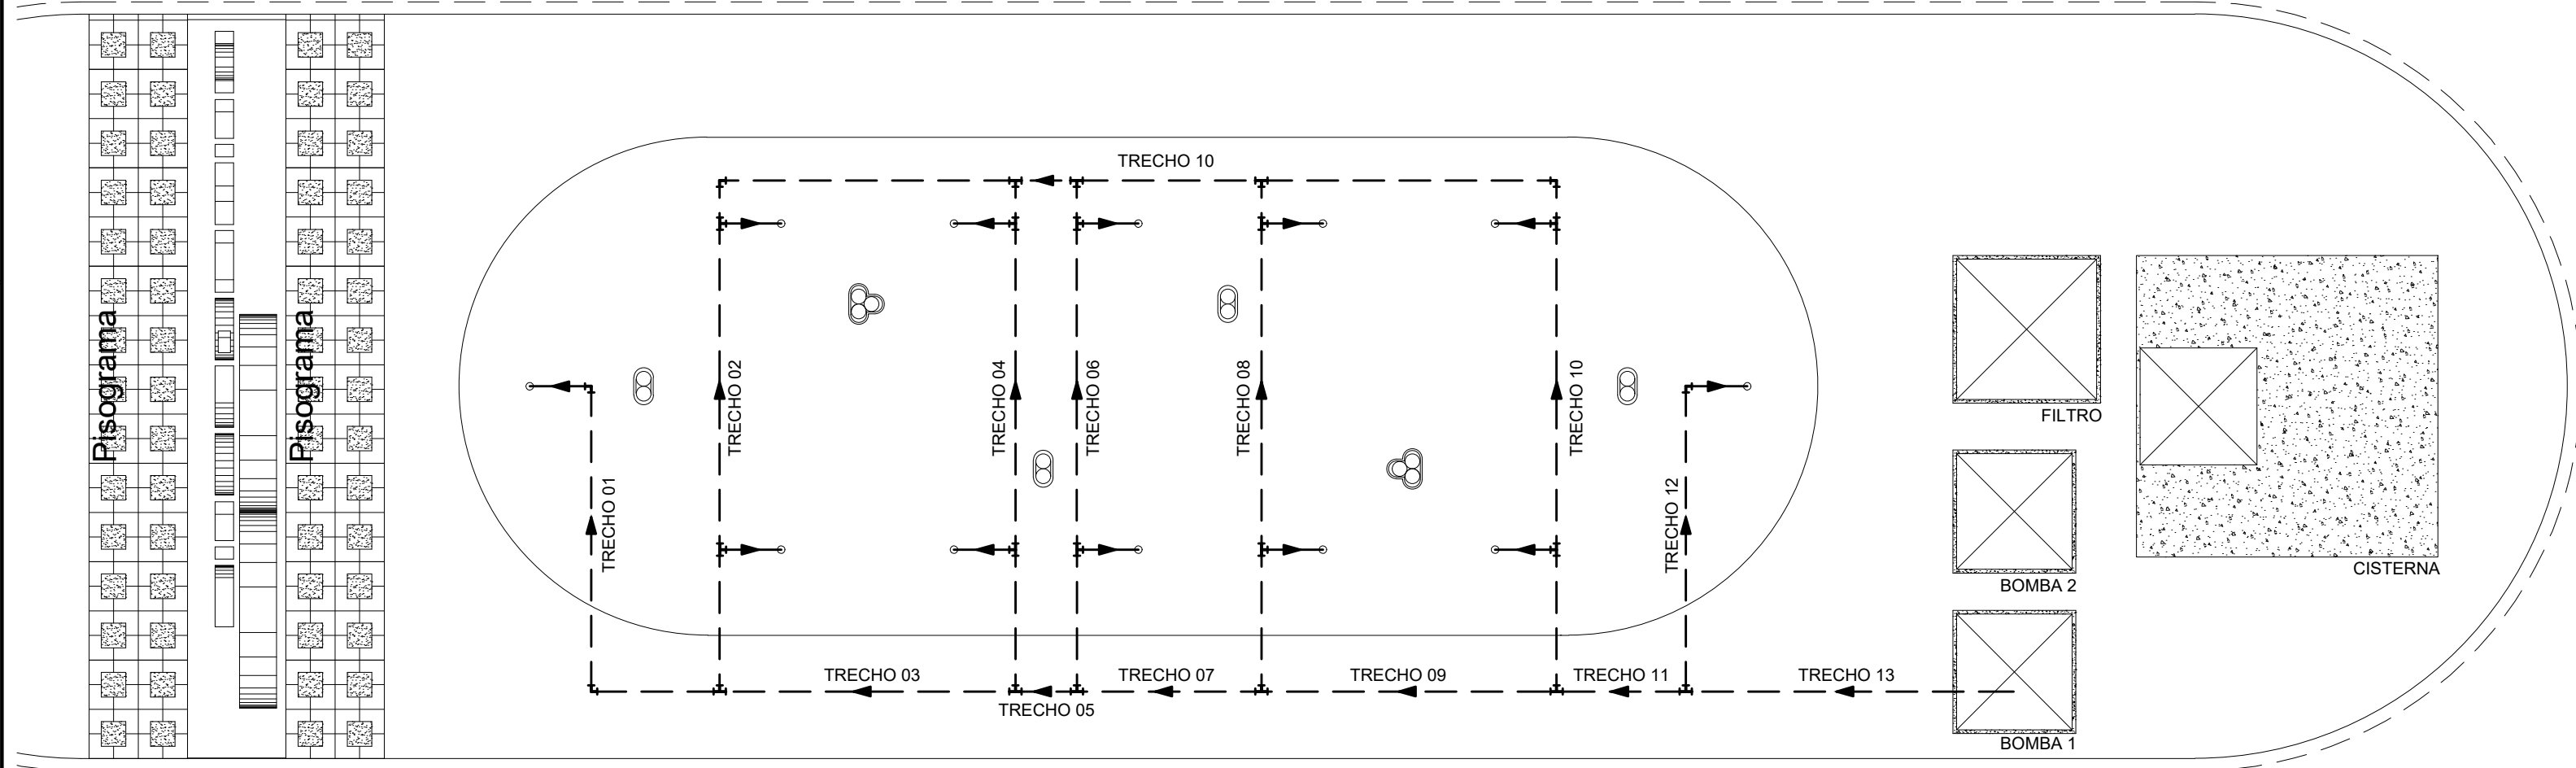 TRECHO 10
Pisograma
Pisograma
TRECHO 02
TRECHO 04
TRECHO 06
TRECHO 08
TRECHO 10
FILTRO
TRECHO 01
TRECHO 12
CISTERNA
BOMBA 2
TRECHO 03
TRECHO 07
TRECHO 09
TRECHO 11
TRECHO 13
TRECHO 05
BOMBA 1